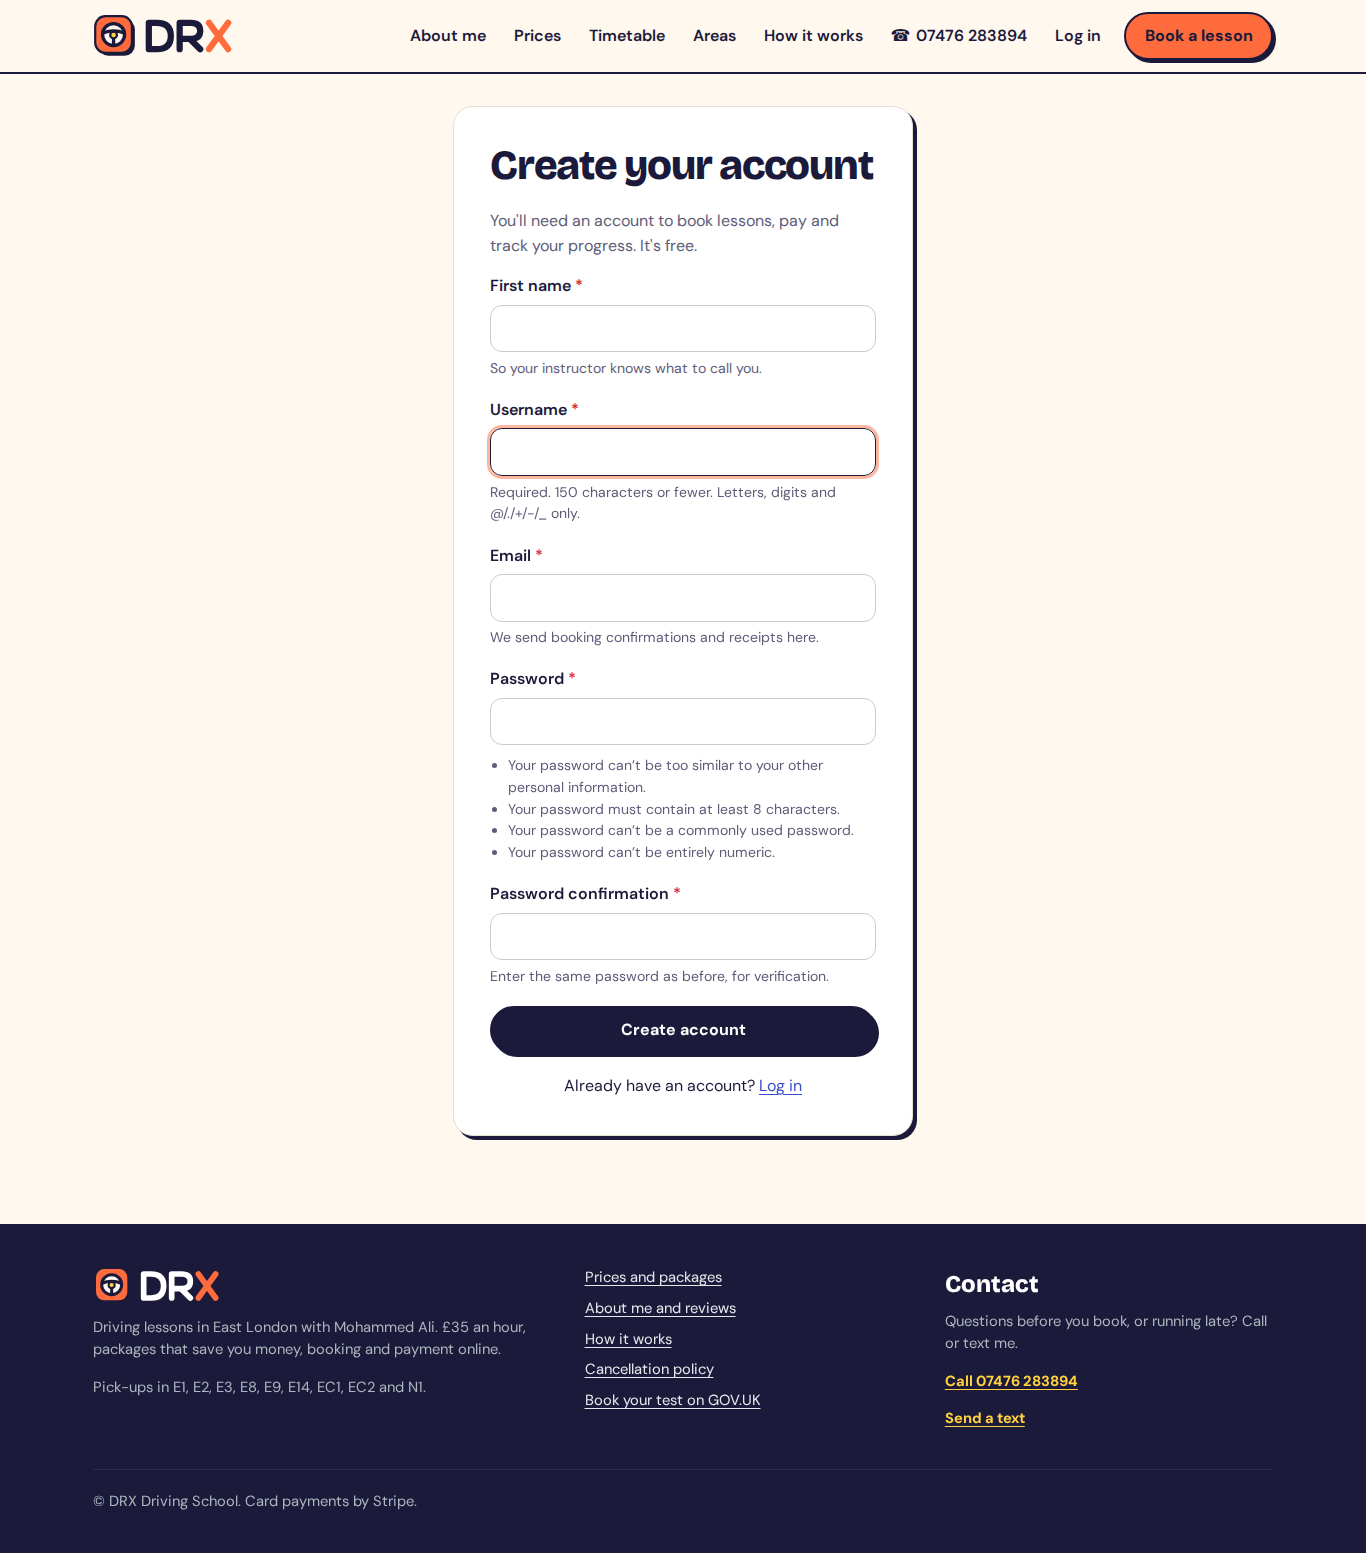 DRX
About me
Prices
Timetable
Areas
How it works
☎ 07476 283894
Log in
Book a lesson
Create your account
You'll need an account to book lessons, pay and
track your progress. It's free.
First name *
So your instructor knows what to call you.
Username *
Required. 150 characters or fewer. Letters, digits and
@/./+/-/_ only.
Email *
We send booking confirmations and receipts here.
Password *
• Your password can’t be too similar to your other
personal information.
• Your password must contain at least 8 characters.
• Your password can’t be a commonly used password.
• Your password can’t be entirely numeric.
Password confirmation *
Enter the same password as before, for verification.
Create account
Already have an account? Log in
DRX
Driving lessons in East London with Mohammed Ali. £35 an hour,
packages that save you money, booking and payment online.
Pick-ups in E1, E2, E3, E8, E9, E14, EC1, EC2 and N1.
Prices and packages
About me and reviews
How it works
Cancellation policy
Book your test on GOV.UK
Contact
Questions before you book, or running late? Call
or text me.
Call 07476 283894
Send a text
© DRX Driving School. Card payments by Stripe.